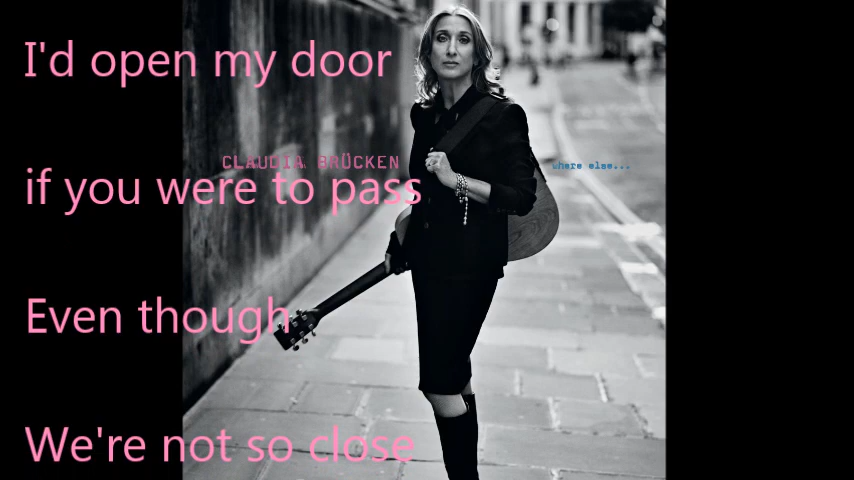 I'd open my door
CLAUDIA BRÜCKEN
where else...
if you were to pass
Even though
We're not so close